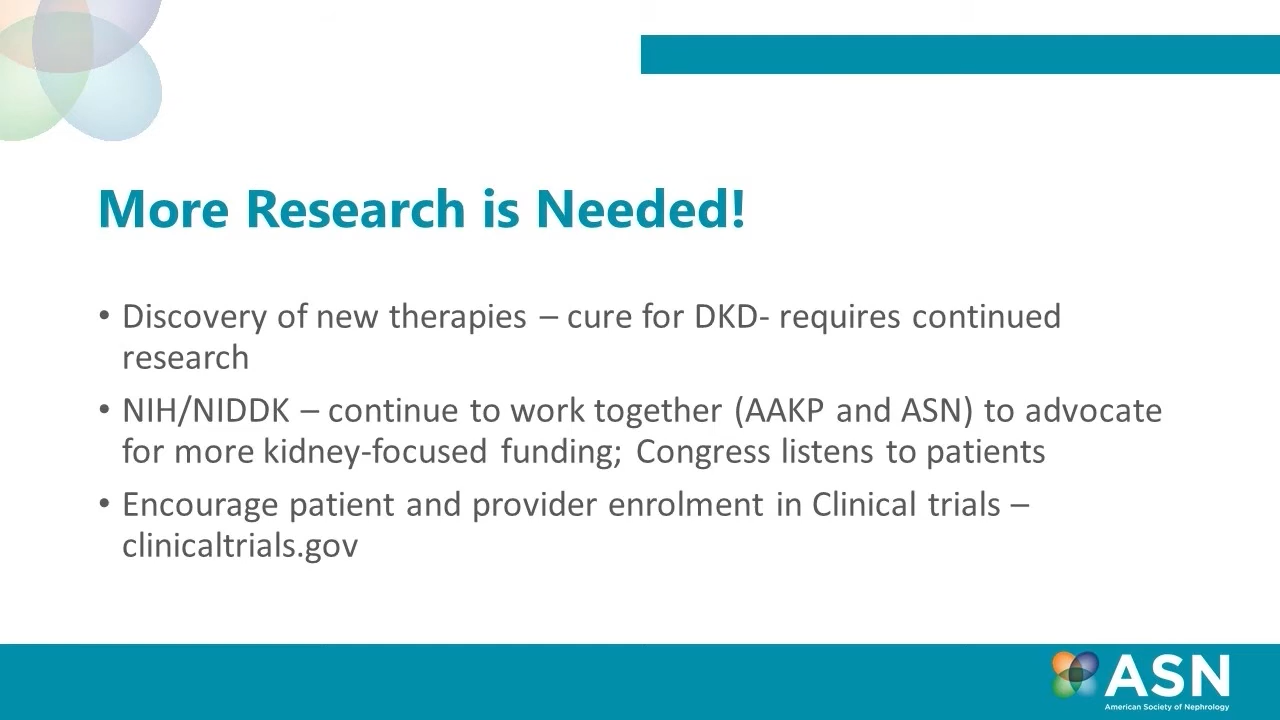 More Research is Needed!
• Discovery of new therapies – cure for DKD- requires continued
research
• NIH/NIDDK – continue to work together (AAKP and ASN) to advocate
for more kidney-focused funding; Congress listens to patients
• Encourage patient and provider enrolment in Clinical trials –
clinicaltrials.gov
ASN
American Society of Nephrology